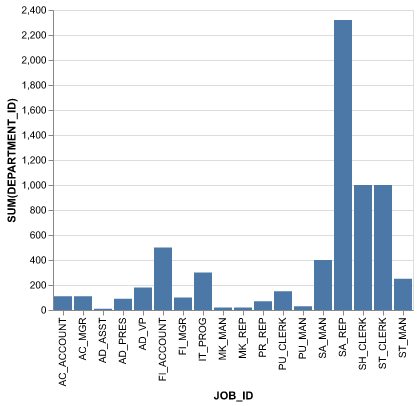 2,400
2,200
2,000
1,800
1,600
1,400
1,200
1,000
800
600
400
200
0
SUM(DEPARTMENT_ID)
AC_ACCOUNT
AC_MGR
AD_ASST
AD_PRES
AD_VP
FI_ACCOUNT
FI_MGR
IT_PROG
MK_MAN
MK_REP
PR_REP
PU_CLERK
PU_MAN
SA_MAN
SA_REP
SH_CLERK
ST_CLERK
ST_MAN
JOB_ID